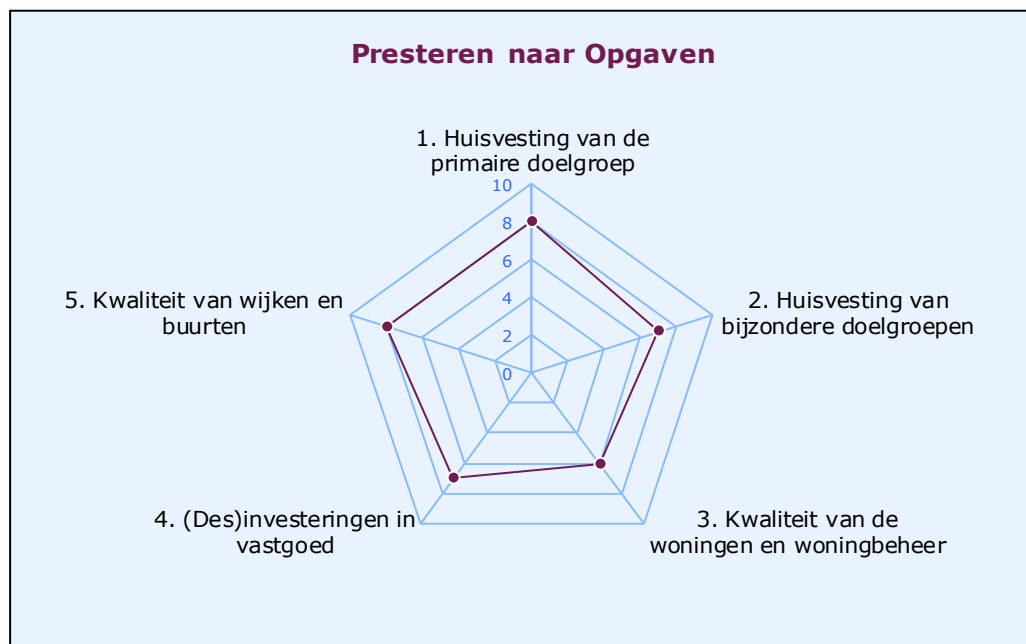 Presteren naar Opgaven
1. Huisvesting van de
primaire doelgroep
10
8
6
4
2
0
5. Kwaliteit van wijken en
buurten
2. Huisvesting van
bijzondere doelgroepen
4. (Des)investeringen in
vastgoed
3. Kwaliteit van de
woningen en woningbeheer